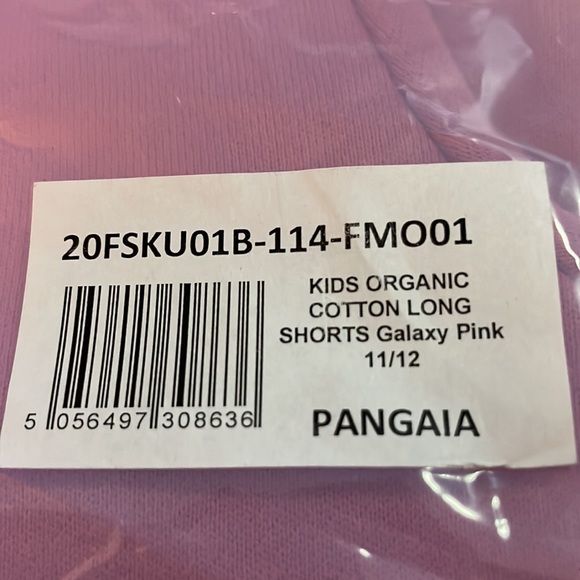 20FSKU01B-114-FMO01
KIDS ORGANIC
COTTON LONG
SHORTS Galaxy Pink
11/12
5 056497 308636
PANGAIA